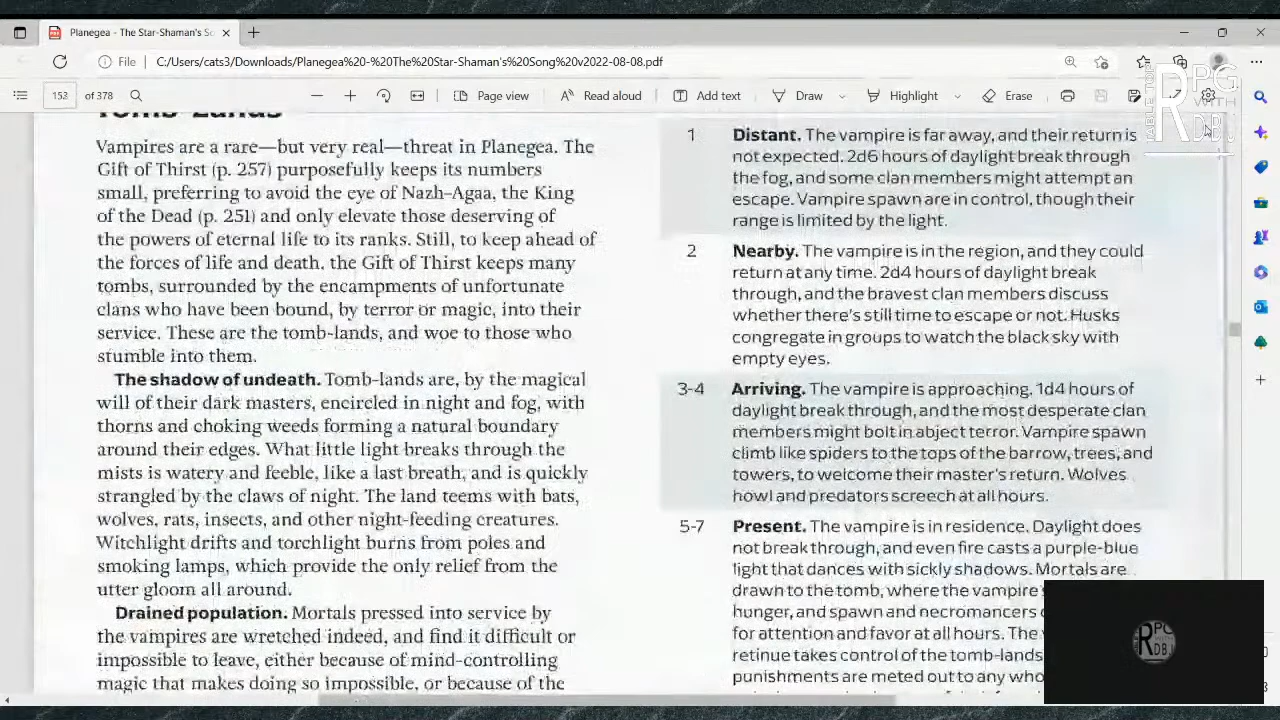 Planegea - The Star-Shaman's Sc
File
C:/Users/cats3/Downloads/Planegea%20-%20The%20Star-Shaman's%20Song%20v2022-08-08.pdf
153 of 378
Page view
Read aloud
Add text
Draw
Highlight
Erase
RPG
WITH
DBJ
Tomb-Lands
Vampires are a rare—but very real—threat in Planegea. The
Gift of Thirst (p. 257) purposefully keeps its numbers
small, preferring to avoid the eye of Nazh-Agaa, the King
of the Dead (p. 251) and only elevate those deserving of
the powers of eternal life to its ranks. Still, to keep ahead of
the forces of life and death, the Gift of Thirst keeps many
tombs, surrounded by the encampments of unfortunate
clans who have been bound, by terror or magic, into their
service. These are the tomb-lands, and woe to those who
stumble into them.
The shadow of undeath. Tomb-lands are, by the magical
will of their dark masters, encircled in night and fog, with
thorns and choking weeds forming a natural boundary
around their edges. What little light breaks through the
mists is watery and feeble, like a last breath, and is quickly
strangled by the claws of night. The land teems with bats,
wolves, rats, insects, and other night-feeding creatures.
Witchlight drifts and torchlight burns from poles and
smoking lamps, which provide the only relief from the
utter gloom all around.
Drained population. Mortals pressed into service by
the vampires are wretched indeed, and find it difficult or
impossible to leave, either because of mind-controlling
magic that makes doing so impossible, or because of the
1 Distant. The vampire is far away, and their return is
not expected. 2d6 hours of daylight break through
the fog, and some clan members might attempt an
escape. Vampire spawn are in control, though their
range is limited by the light.
2 Nearby. The vampire is in the region, and they could
return at any time. 2d4 hours of daylight break
through, and the bravest clan members discuss
whether there's still time to escape or not. Husks
congregate in groups to watch the black sky with
empty eyes.
3-4 Arriving. The vampire is approaching. 1d4 hours of
daylight break through, and the most desperate clan
members might bolt in abject terror. Vampire spawn
climb like spiders to the tops of the barrow, trees, and
towers, to welcome their master's return. Wolves
howl and predators screech at all hours.
5-7 Present. The vampire is in residence. Daylight does
not break through, and even fire casts a purple-blue
light that dances with sickly shadows. Mortals are
drawn to the tomb, where the vampire's
hunger, and spawn and necromancers
for attention and favor at all hours. The
retinue takes control of the tomb-lands
punishments are meted out to any who
RPG
DBJ